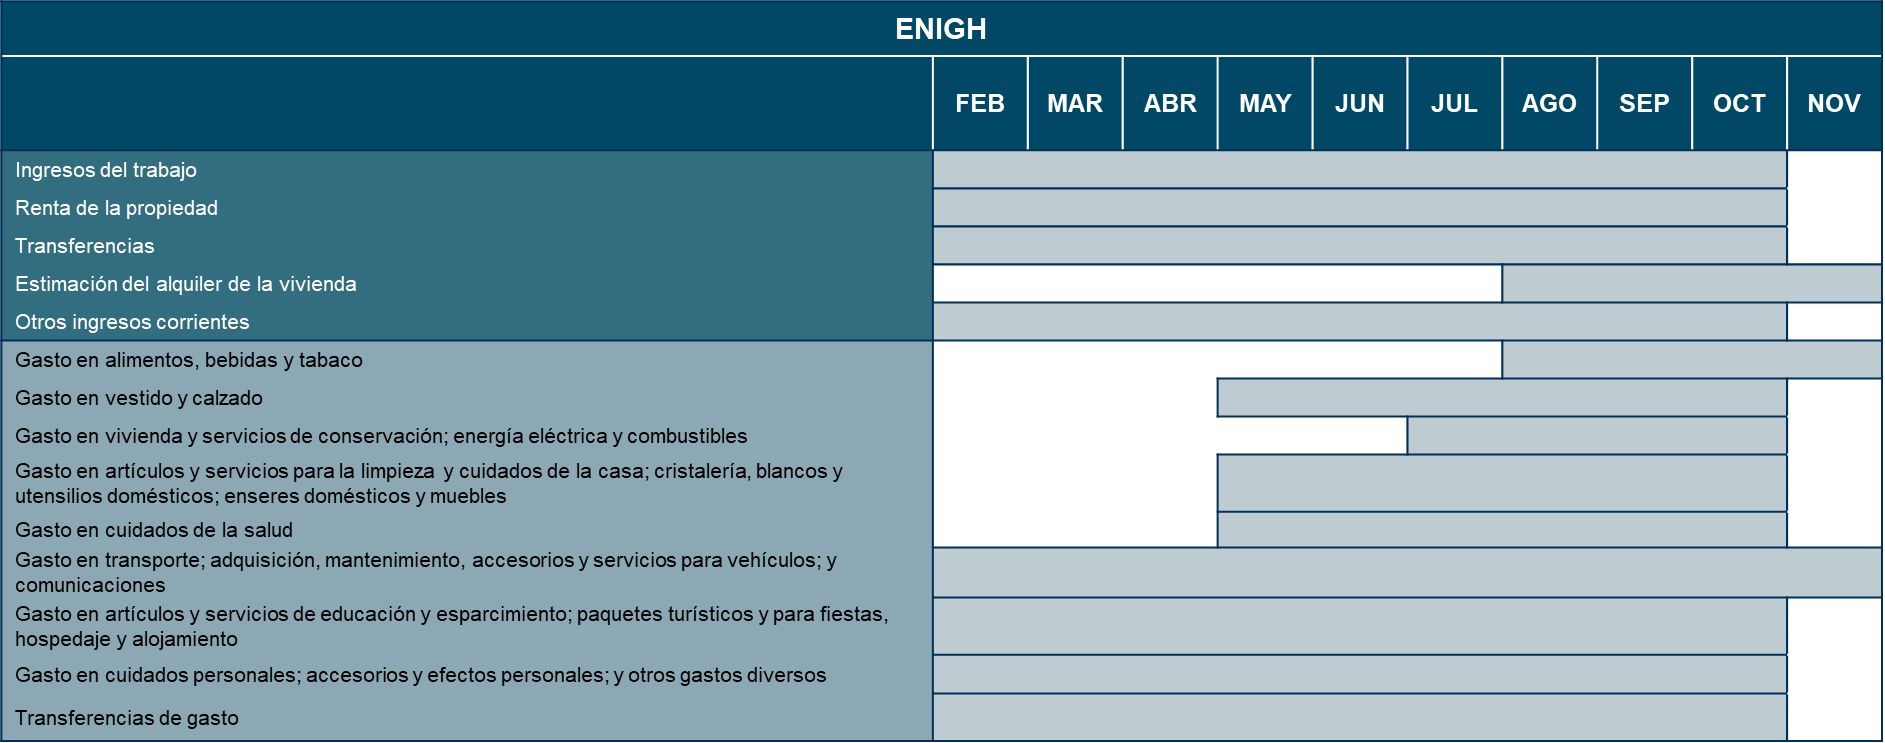 ENIGH
FEB MAR ABR MAY JUN JUL AGO SEP OCT NOV
Ingresos del trabajo
Renta de la propiedad
Transferencias
Estimación del alquiler de la vivienda
Otros ingresos corrientes
Gasto en alimentos, bebidas y tabaco
Gasto en vestido y calzado
Gasto en vivienda y servicios de conservación; energía eléctrica y combustibles
Gasto en artículos y servicios para la limpieza y cuidados de la casa; cristalería, blancos y
utensilios domésticos; enseres domésticos y muebles
Gasto en cuidados de la salud
Gasto en transporte; adquisición, mantenimiento, accesorios y servicios para vehículos; y
comunicaciones
Gasto en artículos y servicios de educación y esparcimiento; paquetes turísticos y para fiestas,
hospedaje y alojamiento
Gasto en cuidados personales; accesorios y efectos personales; y otros gastos diversos
Transferencias de gasto